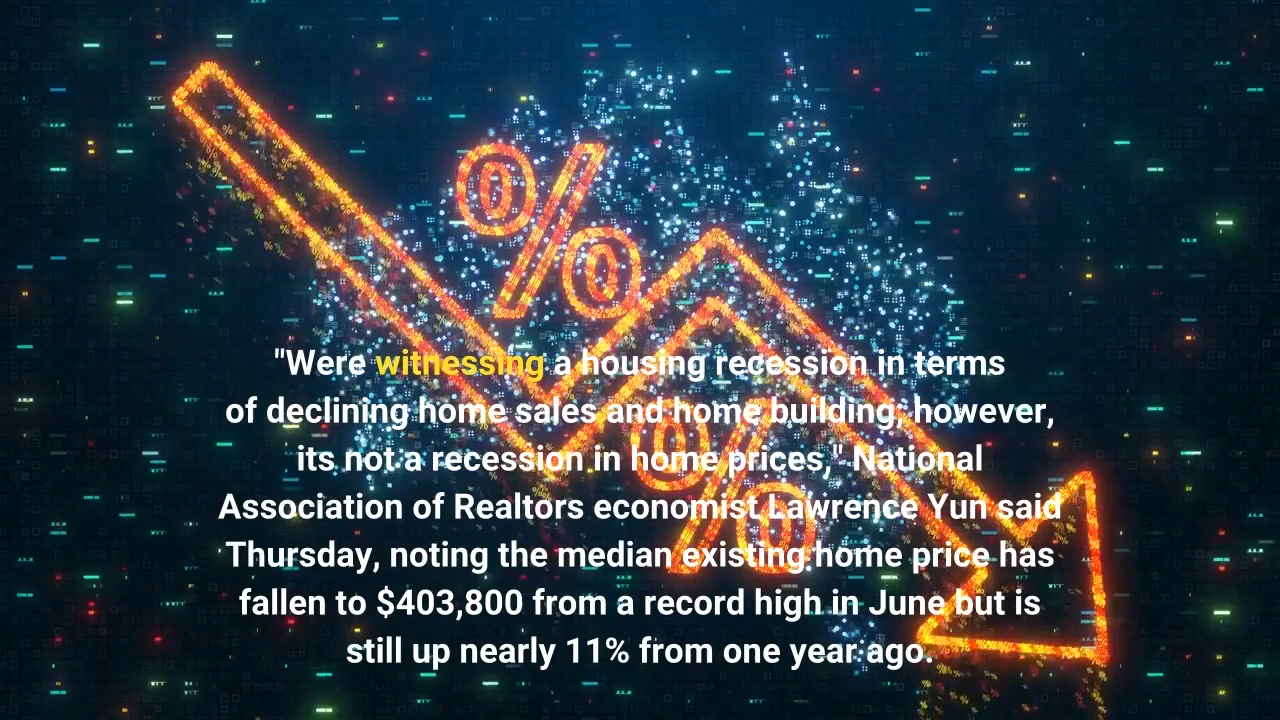 %
"Were witnessing a housing recession in terms
of declining home sales and home building; however,
its not a recession in home prices," National
%
Association of Realtors economist Lawrence Yun said
Thursday, noting the median existing home price has
fallen to $403,800 from a record high in June but is
still up nearly 11% from one year ago.